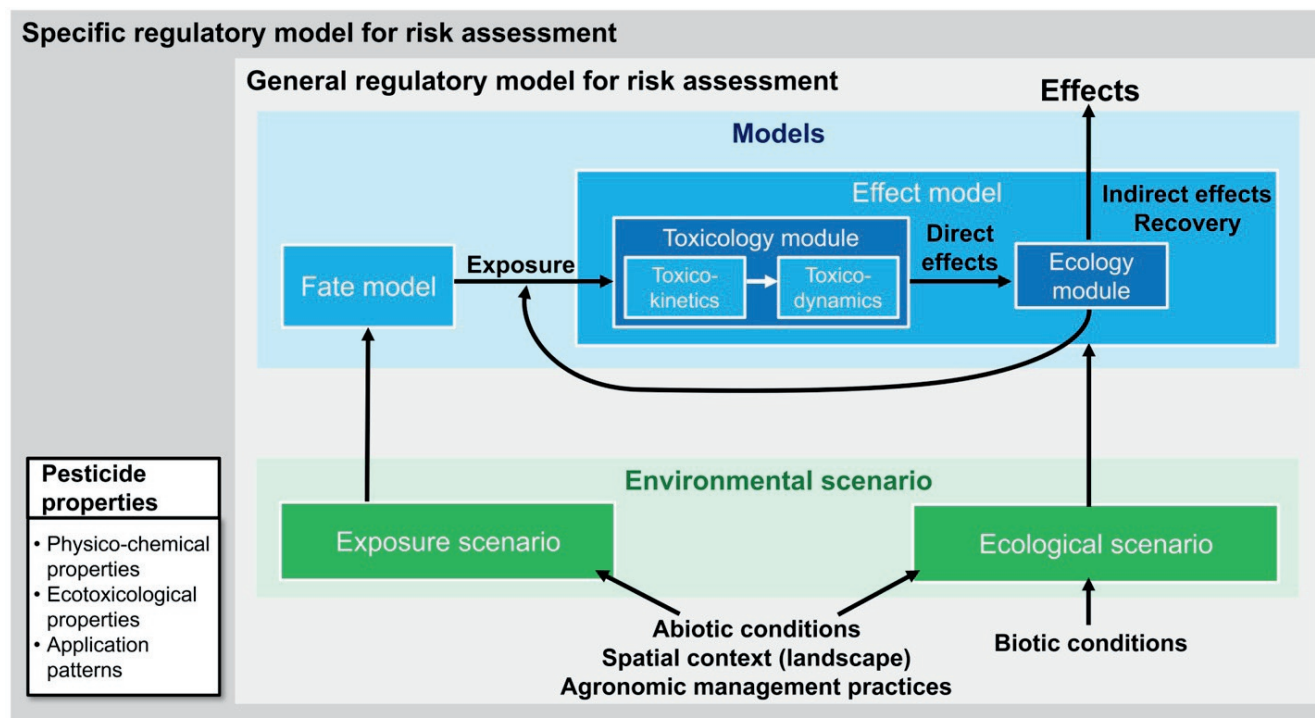 Specific regulatory model for risk assessment
General regulatory model for risk assessment
Effects
Models
Effect model
Indirect effects
Recovery
Toxicology module
Direct
effects
Ecology
module
Fate model
Exposure
Toxico-
kinetics
Toxico-
dynamics
Pesticide
properties
• Physico-chemical
properties
• Ecotoxicological
properties
• Application
patterns
Environmental scenario
Exposure scenario
Ecological scenario
Abiotic conditions
Spatial context (landscape)
Agronomic management practices
Biotic conditions